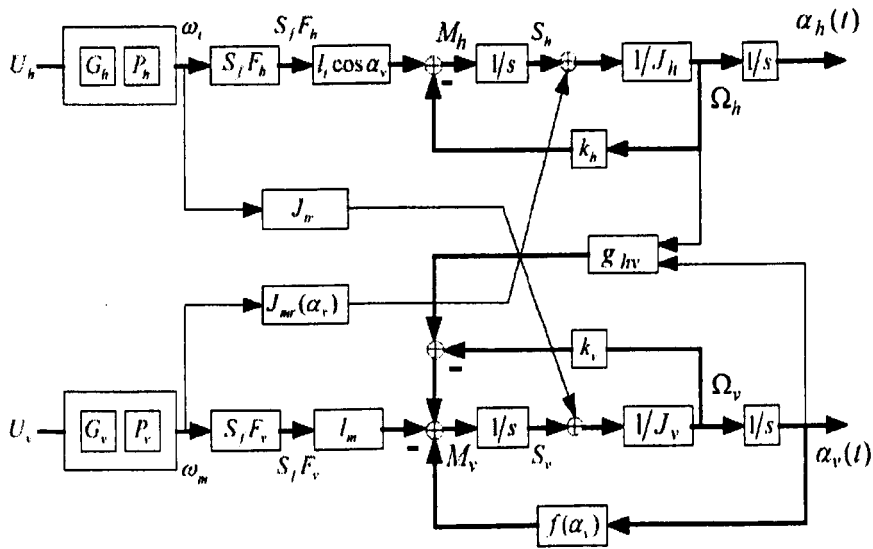 ω_t
S_f F_h
M_h
S_h
α_h(t)
U_h
G_h
P_h
S_f F_h
l_t cos α_v
1/s
1/J_h
1/s
-
Ω_h
k_h
J_tr
g_hv
J_mr(α_v)
k_v
-
Ω_v
U_v
G_v
P_v
S_f F_v
l_m
1/s
1/J_v
1/s
ω_m
S_f F_v
-
M_v
S_v
α_v(t)
f(α_v)